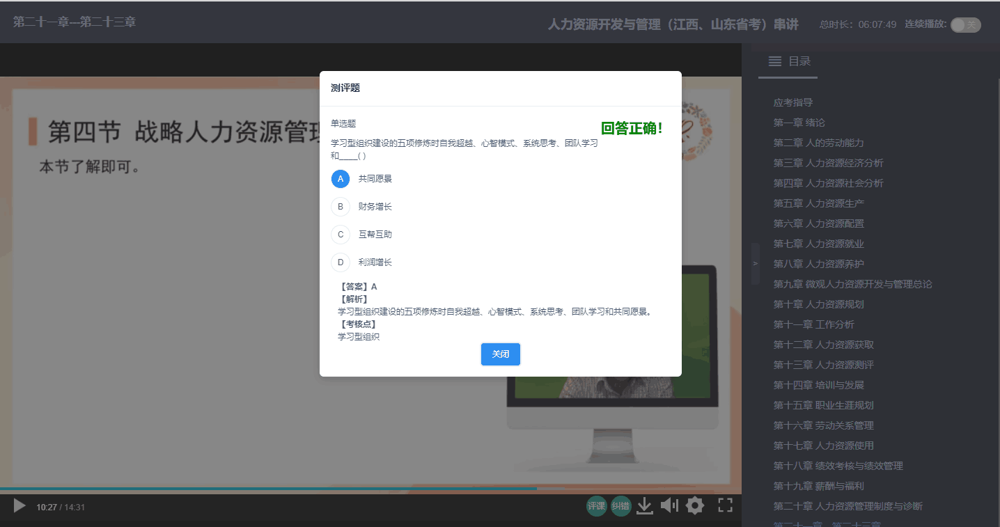 第二十一章---第二十三章
人力资源开发与管理（江西、山东省考）串讲
总时长：06:07:49
连续播放:
关
第四节 战略人力资源管理
本节了解即可。
测评题
单选题
回答正确！
学习型组织建设的五项修炼时自我超越、心智模式、系统思考、团队学习
和____( )
A 共同愿景
B 财务增长
C 互帮互助
D 利润增长
【答案】A
【解析】
学习型组织建设的五项修炼时自我超越、心智模式、系统思考、团队学习和共同愿景。
【考核点】
学习型组织
关闭
10:27 / 14:31
评课
纠错
>
目录
应考指导
第一章 绪论
第二章 人的劳动能力
第三章 人力资源经济分析
第四章 人力资源社会分析
第五章 人力资源生产
第六章 人力资源配置
第七章 人力资源就业
第八章 人力资源养护
第九章 微观人力资源开发与管理总论
第十章 人力资源规划
第十一章 工作分析
第十二章 人力资源获取
第十三章 人力资源测评
第十四章 培训与发展
第十五章 职业生涯规划
第十六章 劳动关系管理
第十七章 人力资源使用
第十八章 绩效考核与绩效管理
第十九章 薪酬与福利
第二十章 人力资源管理制度与诊断
第二十一章---第二十三章